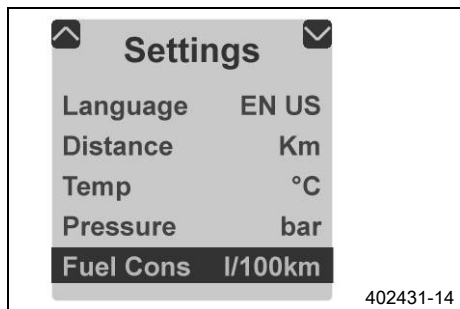 Settings
Language EN US
Distance Km
Temp °C
Pressure bar
Fuel Cons l/100km
402431-14